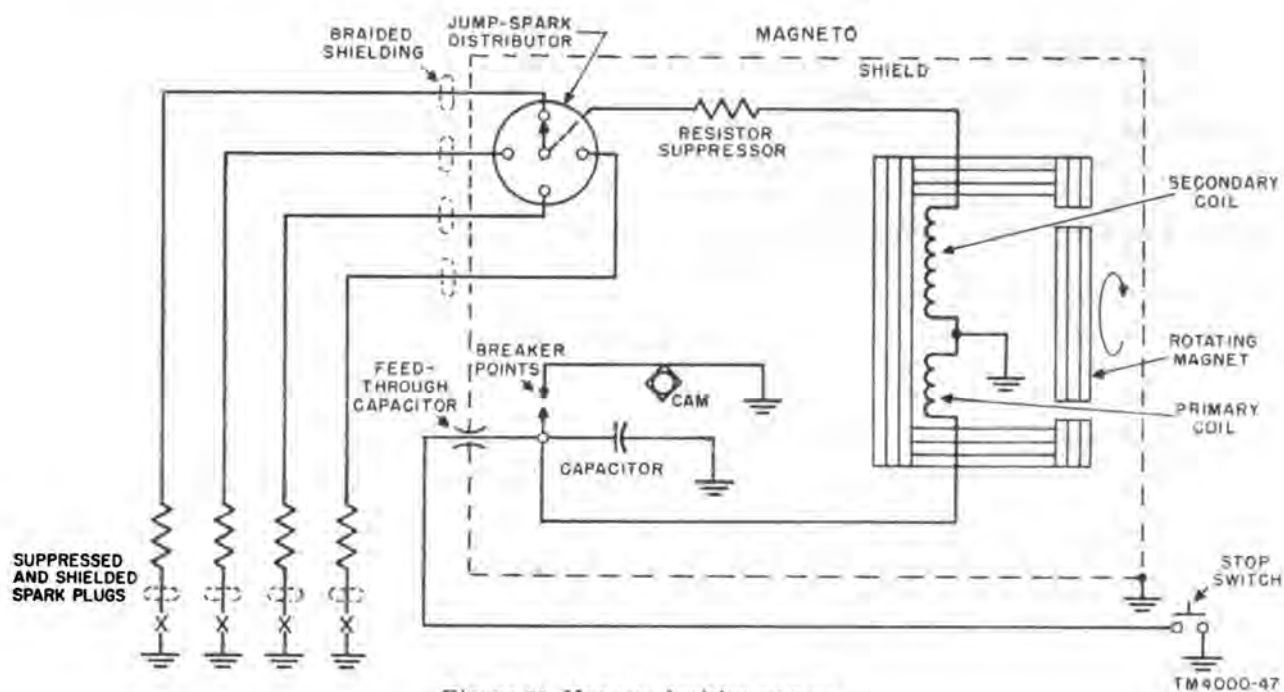 BRAIDED
SHIELDING
JUMP-SPARK
DISTRIBUTOR
MAGNETO
SHIELD
RESISTOR
SUPPRESSOR
SECONDARY
COIL
ROTATING
MAGNET
PRIMARY
COIL
BREAKER
POINTS
FEED-
THROUGH
CAPACITOR
CAM
CAPACITOR
SUPPRESSED
AND SHIELDED
SPARK PLUGS
STOP
SWITCH
TM4000-47